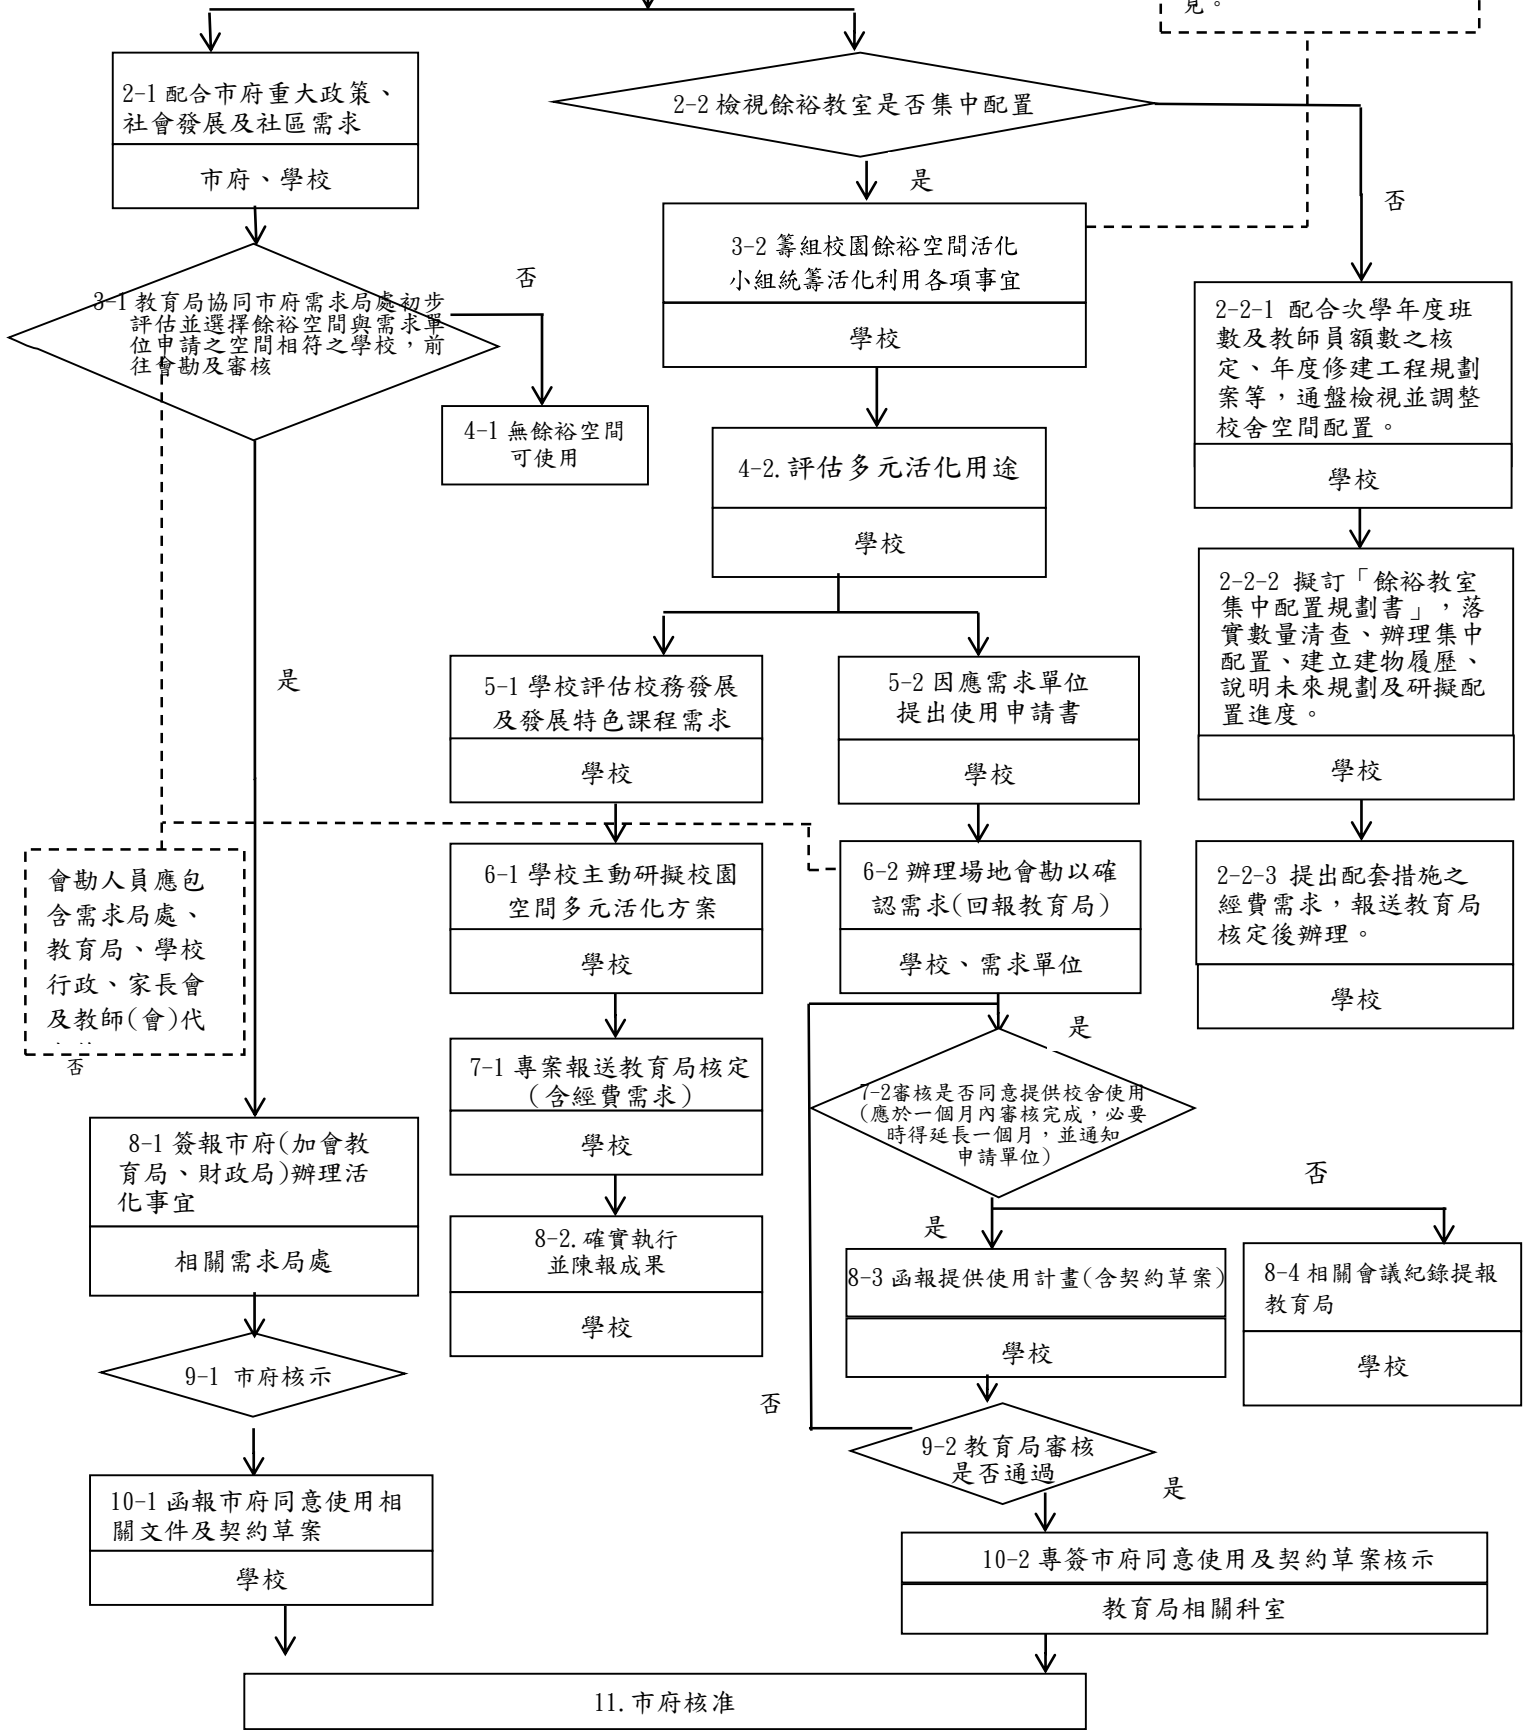 見。
2-1 配合市府重大政策、
社會發展及社區需求
市府、學校
2-2 檢視餘裕教室是否集中配置
是
否
3-1 教育局協同市府需求局處初步
評估並選擇餘裕空間與需求單
位申請之空間相符之學校，前
往會勘及審核
否
4-1 無餘裕空間
可使用
3-2 籌組校園餘裕空間活化
小組統籌活化利用各項事宜
學校
2-2-1 配合次學年度班
數及教師員額數之核
定、年度修建工程規劃
案等，通盤檢視並調整
校舍空間配置。
學校
4-2.評估多元活化用途
學校
2-2-2 擬訂「餘裕教室
集中配置規劃書」，落
實數量清查、辦理集中
配置、建立建物履歷、
說明未來規劃及研擬配
置進度。
學校
是
5-1 學校評估校務發展
及發展特色課程需求
學校
5-2 因應需求單位
提出使用申請書
學校
會勘人員應包
含需求局處、
教育局、學校
行政、家長會
及教師(會)代
否
6-1 學校主動研擬校園
空間多元活化方案
學校
6-2 辦理場地會勘以確
認需求(回報教育局)
學校、需求單位
2-2-3 提出配套措施之
經費需求，報送教育局
核定後辦理。
學校
是
7-1 專案報送教育局核定
(含經費需求)
學校
7-2審核是否同意提供校舍使用
(應於一個月內審核完成，必要
時得延長一個月，並通知
申請單位)
否
是
8-1 簽報市府(加會教
育局、財政局)辦理活
化事宜
相關需求局處
8-2.確實執行
並陳報成果
學校
8-3 函報提供使用計畫(含契約草案)
學校
8-4 相關會議紀錄提報
教育局
學校
9-1 市府核示
否
9-2 教育局審核
是否通過
是
10-1 函報市府同意使用相
關文件及契約草案
學校
10-2 專簽市府同意使用及契約草案核示
教育局相關科室
11.市府核准